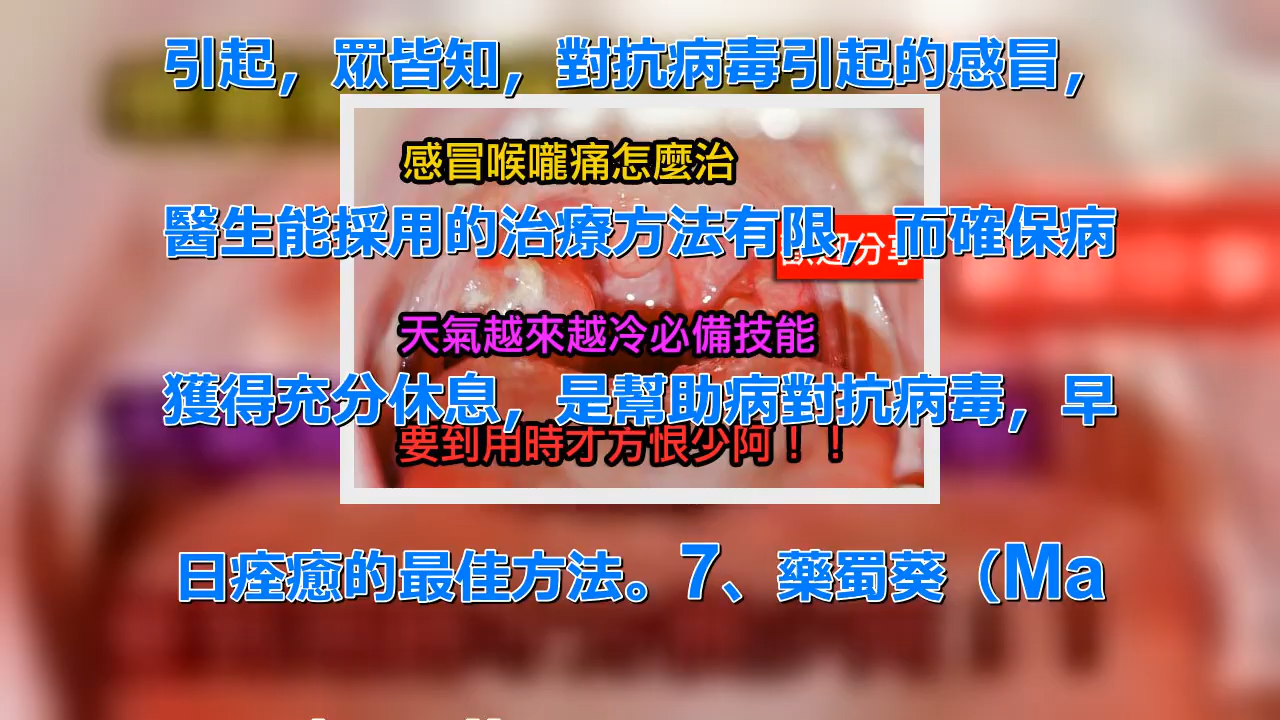 引起，眾皆知，對抗病毒引起的感冒，
感冒喉嚨痛怎麼治
醫生能採用的治療方法有限，而確保病
歡迎分享
天氣越來越冷必備技能
獲得充分休息，是幫助病對抗病毒，早
要到用時才方恨少阿！！
日痊癒的最佳方法。7、藥蜀葵（Ma